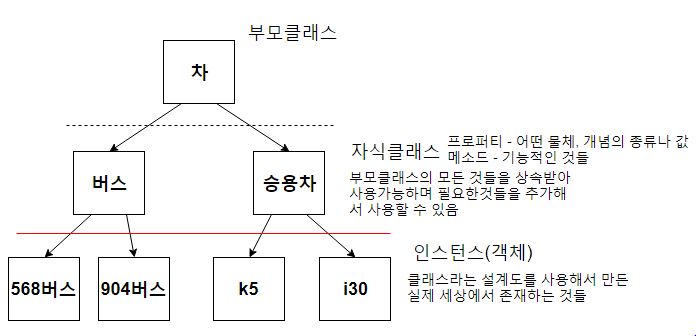 부모클래스
차
자식클래스
프로퍼티 - 어떤 물체, 개념의 종류나 값
메소드 - 기능적인 것들
버스
승용차
부모클래스의 모든 것들을 상속받아
사용가능하며 필요한것들을 추가해
서 사용할 수 있음
인스턴스(객체)
568버스
904버스
k5
i30
클래스라는 설계도를 사용해서 만든
실제 세상에서 존재하는 것들